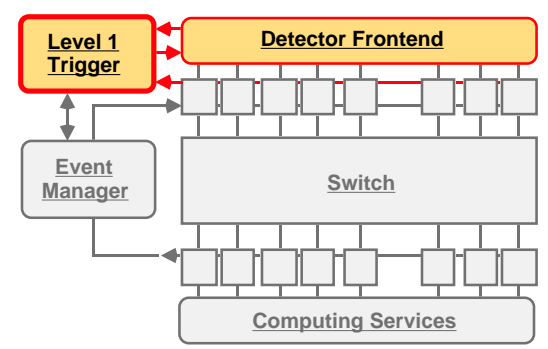 Level 1
Trigger
Detector Frontend
Event
Manager
Switch
Computing Services